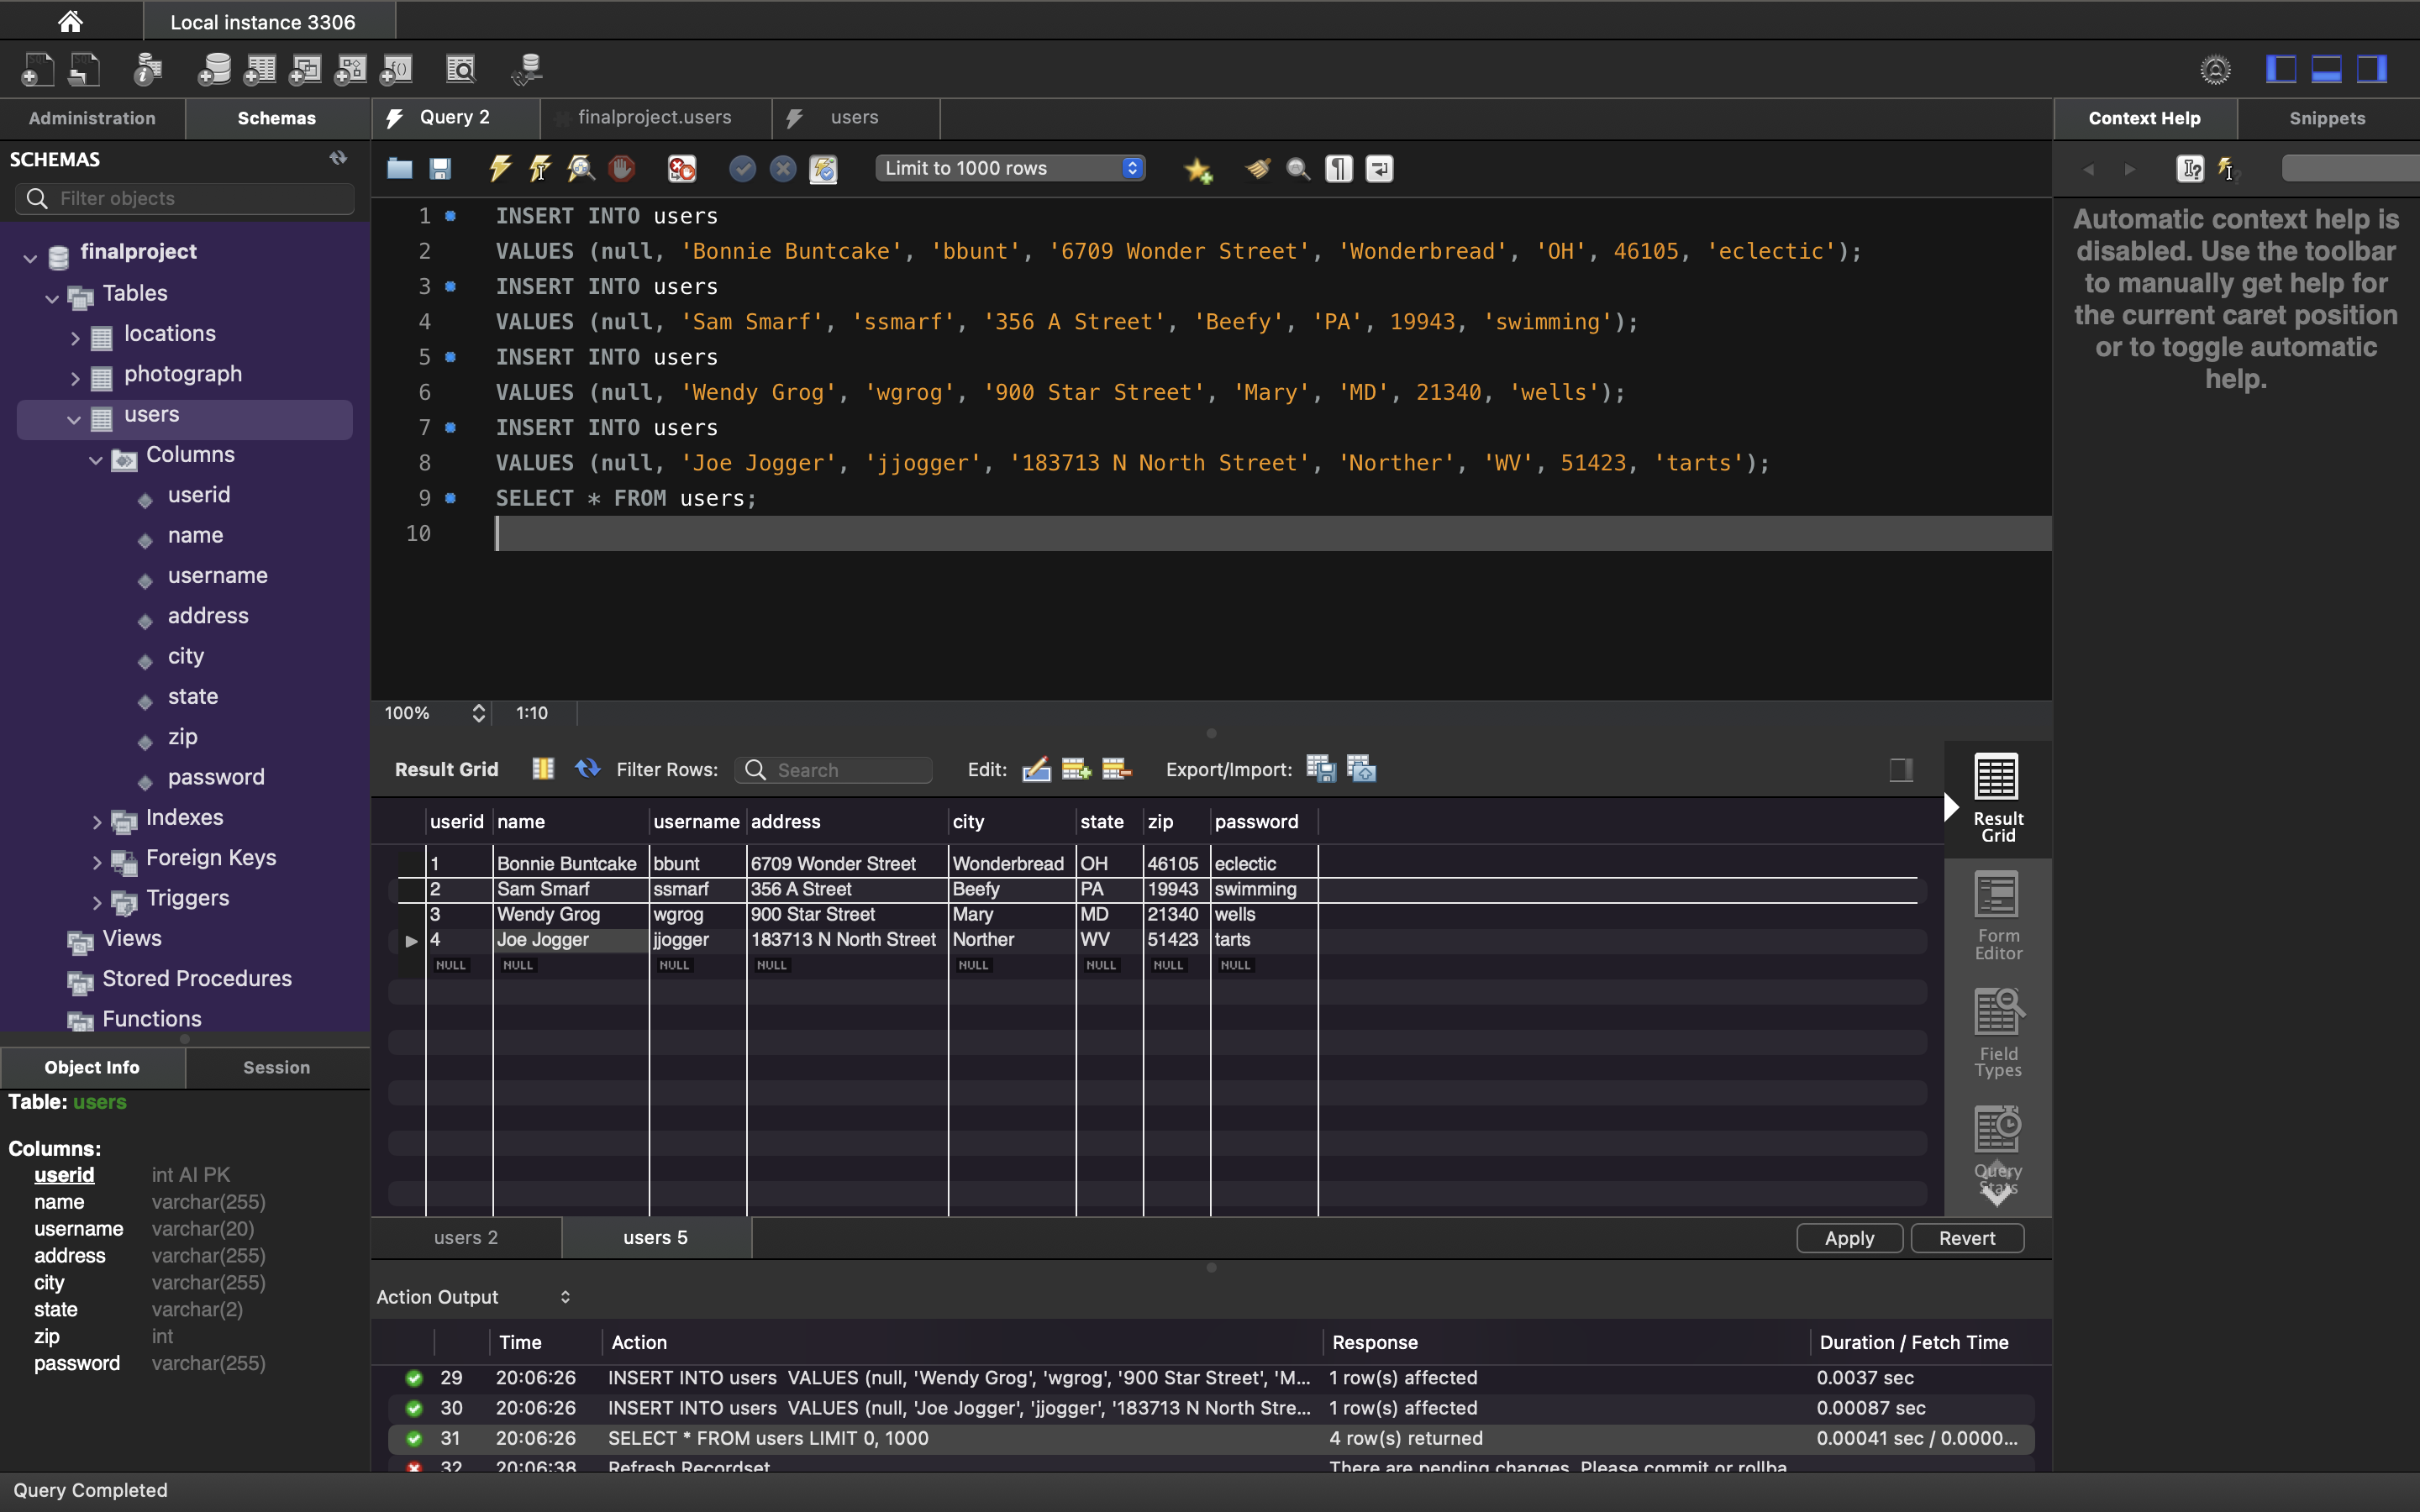 Local instance 3306
Administration
Schemas
Query 2
finalproject.users
users
Context Help
Snippets
SCHEMAS
Filter objects
Limit to 1000 rows
finalproject
Tables
locations
photograph
users
Columns
userid
name
username
address
city
state
zip
password
Indexes
Foreign Keys
Triggers
Views
Stored Procedures
Functions
1 INSERT INTO users
2 VALUES (null, 'Bonnie Buntcake', 'bbunt', '6709 Wonder Street', 'Wonderbread', 'OH', 46105, 'eclectic');
3 INSERT INTO users
4 VALUES (null, 'Sam Smarf', 'ssmarf', '356 A Street', 'Beefy', 'PA', 19943, 'swimming');
5 INSERT INTO users
6 VALUES (null, 'Wendy Grog', 'wgrog', '900 Star Street', 'Mary', 'MD', 21340, 'wells');
7 INSERT INTO users
8 VALUES (null, 'Joe Jogger', 'jjogger', '183713 N North Street', 'Norther', 'WV', 51423, 'tarts');
9 SELECT * FROM users;
10
Automatic context help is
disabled. Use the toolbar
to manually get help for
the current caret position
or to toggle automatic
help.
100% 1:10
Result Grid Filter Rows: Search Edit: Export/Import:
userid name username address city state zip password
1 Bonnie Buntcake bbunt 6709 Wonder Street Wonderbread OH 46105 eclectic
2 Sam Smarf ssmarf 356 A Street Beefy PA 19943 swimming
3 Wendy Grog wgrog 900 Star Street Mary MD 21340 wells
4 Joe Jogger jjogger 183713 N North Street Norther WV 51423 tarts
NULL NULL NULL NULL NULL NULL NULL NULL
Result
Grid
Form
Editor
Field
Types
Query
Stats
users 2
users 5
Apply
Revert
Object Info
Session
Table: users
Columns:
userid int AI PK
name varchar(255)
username varchar(20)
address varchar(255)
city varchar(255)
state varchar(2)
zip int
password varchar(255)
Action Output
Time Action Response Duration / Fetch Time
29 20:06:26 INSERT INTO users VALUES (null, 'Wendy Grog', 'wgrog', '900 Star Street', 'M... 1 row(s) affected 0.0037 sec
30 20:06:26 INSERT INTO users VALUES (null, 'Joe Jogger', 'jjogger', '183713 N North Stre... 1 row(s) affected 0.00087 sec
31 20:06:26 SELECT * FROM users LIMIT 0, 1000 4 row(s) returned 0.00041 sec / 0.0000...
32 20:06:38 Refresh Recordset There are pending changes. Please commit or rollba
Query Completed